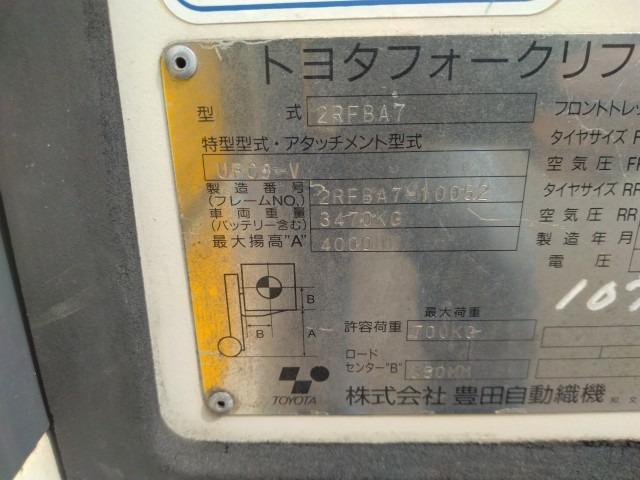 トヨタフォークリフ
型 式 2RFBA7
フロントトレッ
特型型式・アタッチメント型式
タイヤサイズ F
空気圧 FR
製造番号
(フレームNO.)
タイヤサイズ RR
車両重量
(バッテリー含む)
3470KG
空気圧 RR
最大揚高"A"
製造年月
電圧
107
B
B
A
最大荷重
許容荷重 700KG
ロード
センター"B"
TOYOTA
株式会社 豊田自動織機